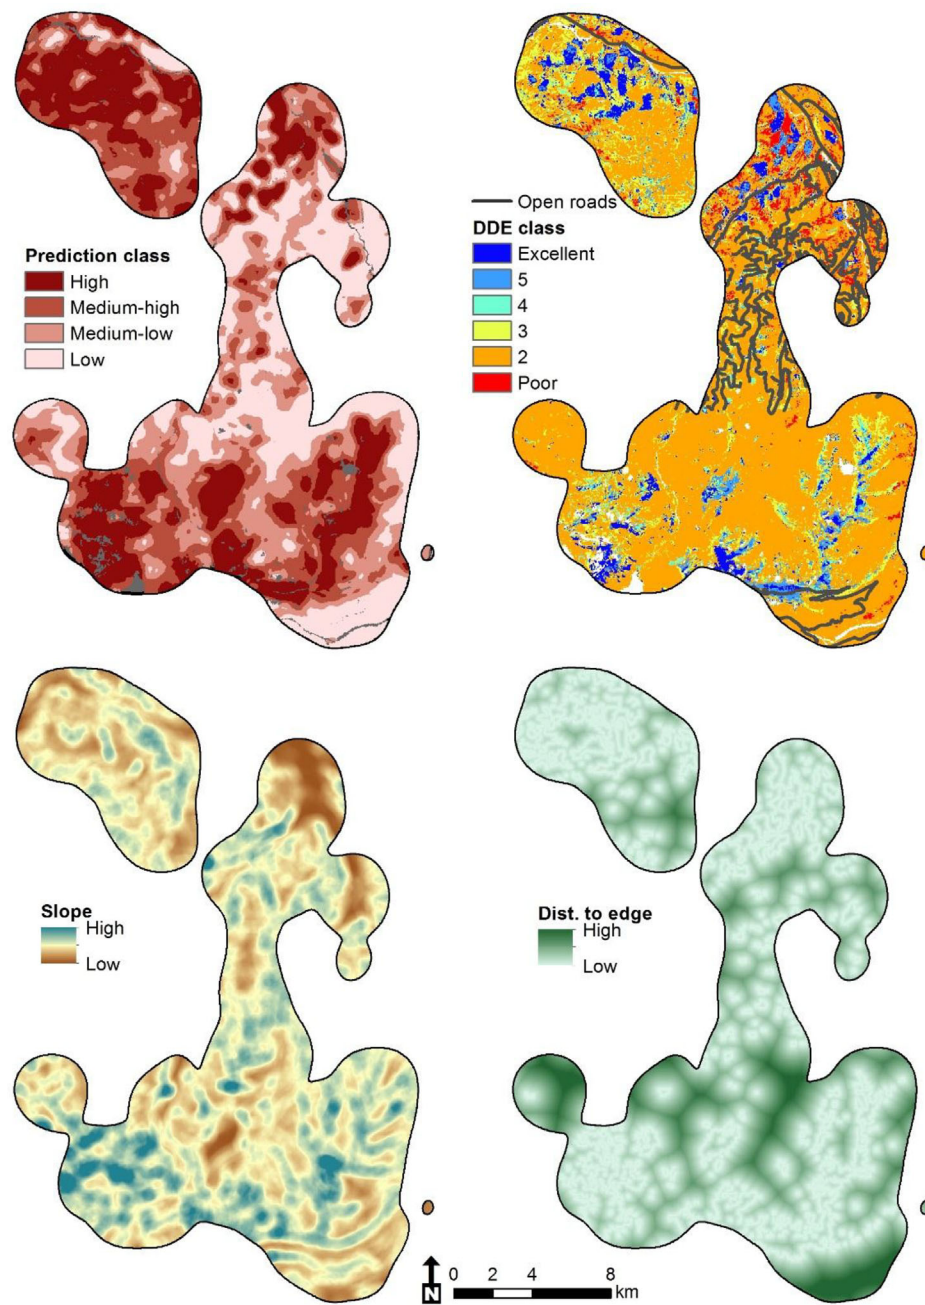 Prediction class
High
Medium-high
Medium-low
Low
Open roads
DDE class
Excellent
5
4
3
2
Poor
Slope
High
Low
Dist. to edge
High
Low
N
0 2 4 8
km